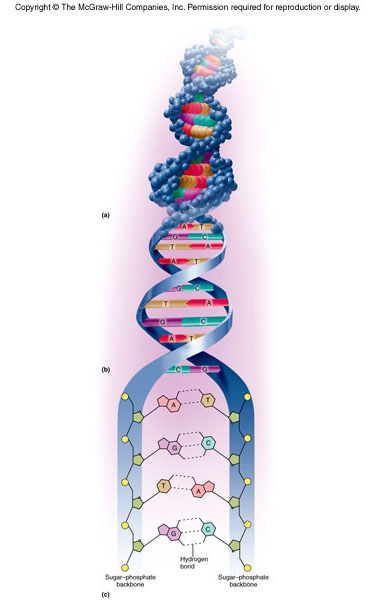 Copyright © The McGraw-Hill Companies, Inc. Permission required for reproduction or display.
(a)
A T
G C
T A
A T
G C
T A
G C
A T
(b)
C G
A T
G C
T A
G C
Hydrogen
bond
Sugar–phosphate
backbone
Sugar–phosphate
backbone
(c)